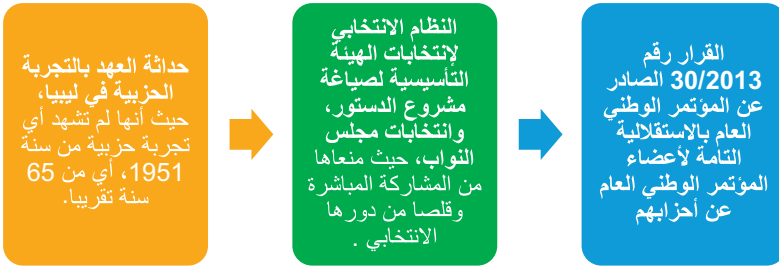 حداثة العهد بالتجربة
الحزبية في ليبيا،
حيث أنها لم تشهد أي
تجربة حزبية من سنة
1951، أي من 65
سنة تقريبا.
النظام الانتخابي
لإنتخابات الهيئة
التأسيسية لصياغة
مشروع الدستور،
وانتخابات مجلس
النواب، حيث منعاها
من المشاركة المباشرة
وقلصا من دورها
الانتخابي .
القرار رقم
30/2013 الصادر
عن المؤتمر الوطني
العام بالاستقلالية
التامة لأعضاء
المؤتمر الوطني العام
عن أحزابهم